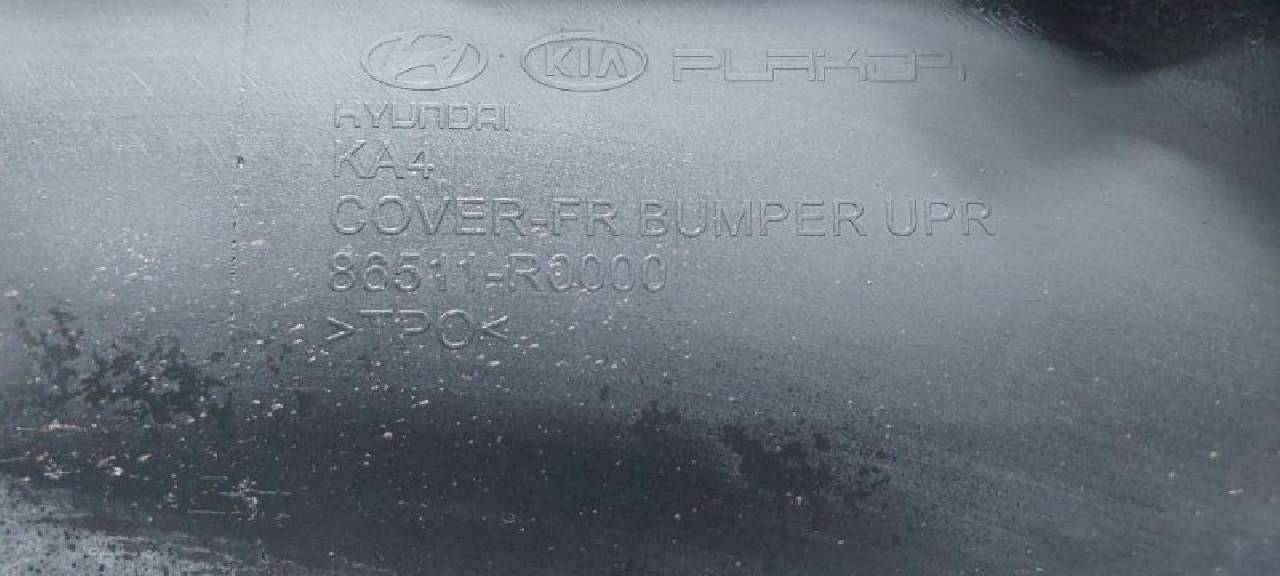 KIA PLAKOR
HYUNDAI
KA4
COVER-FR BUMPER UPR
86511-R0000
>TPO<